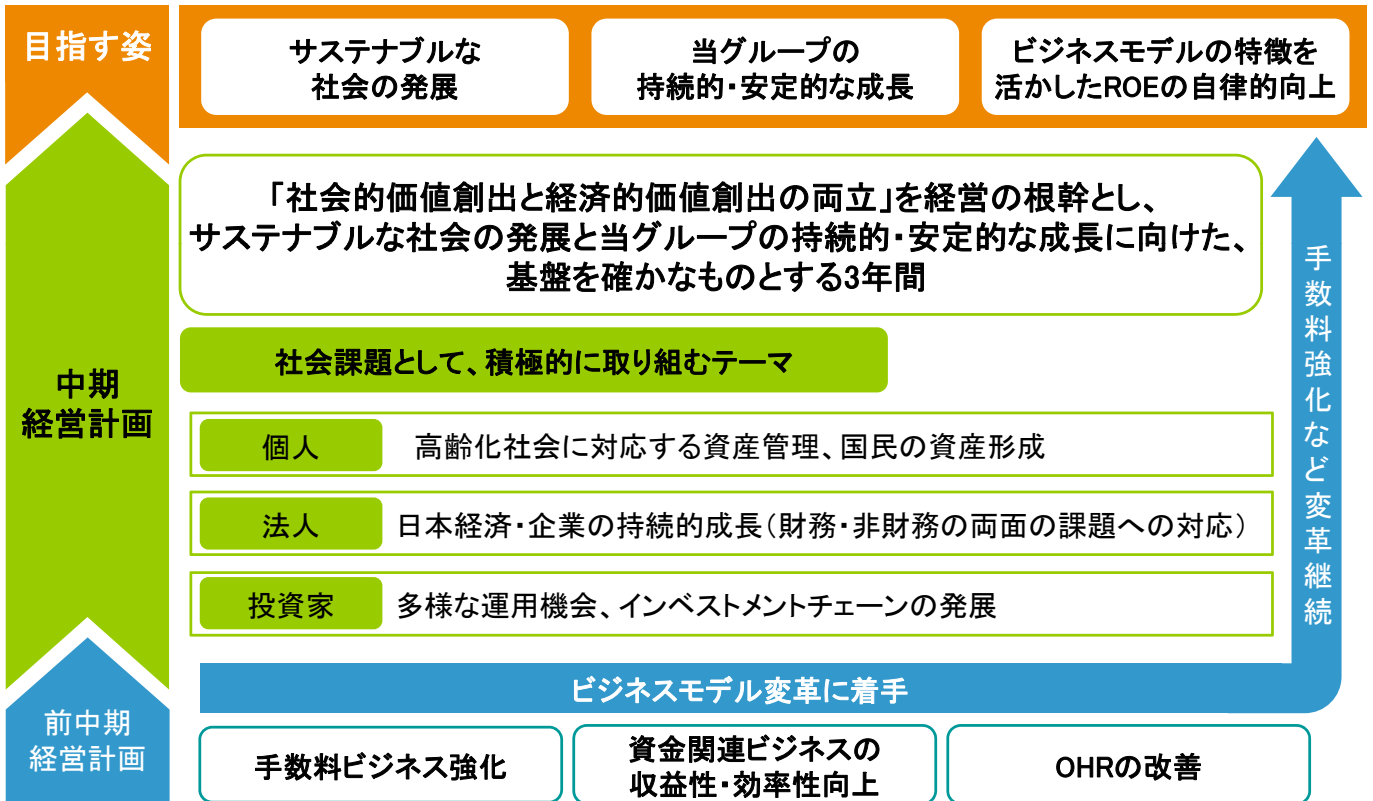 目指す姿
サステナブルな
社会の発展
当グループの
持続的・安定的な成長
ビジネスモデルの特徴を
活かしたROEの自律的向上
中期
経営計画
「社会的価値創出と経済的価値創出の両立」を経営の根幹とし、
サステナブルな社会の発展と当グループの持続的・安定的な成長に向けた、
基盤を確かなものとする3年間
社会課題として、積極的に取り組むテーマ
個人
高齢化社会に対応する資産管理、国民の資産形成
法人
日本経済・企業の持続的成長(財務・非財務の両面の課題への対応)
投資家
多様な運用機会、インベストメントチェーンの発展
手数料強化など変革継続
ビジネスモデル変革に着手
前中期
経営計画
手数料ビジネス強化
資金関連ビジネスの
収益性・効率性向上
OHRの改善